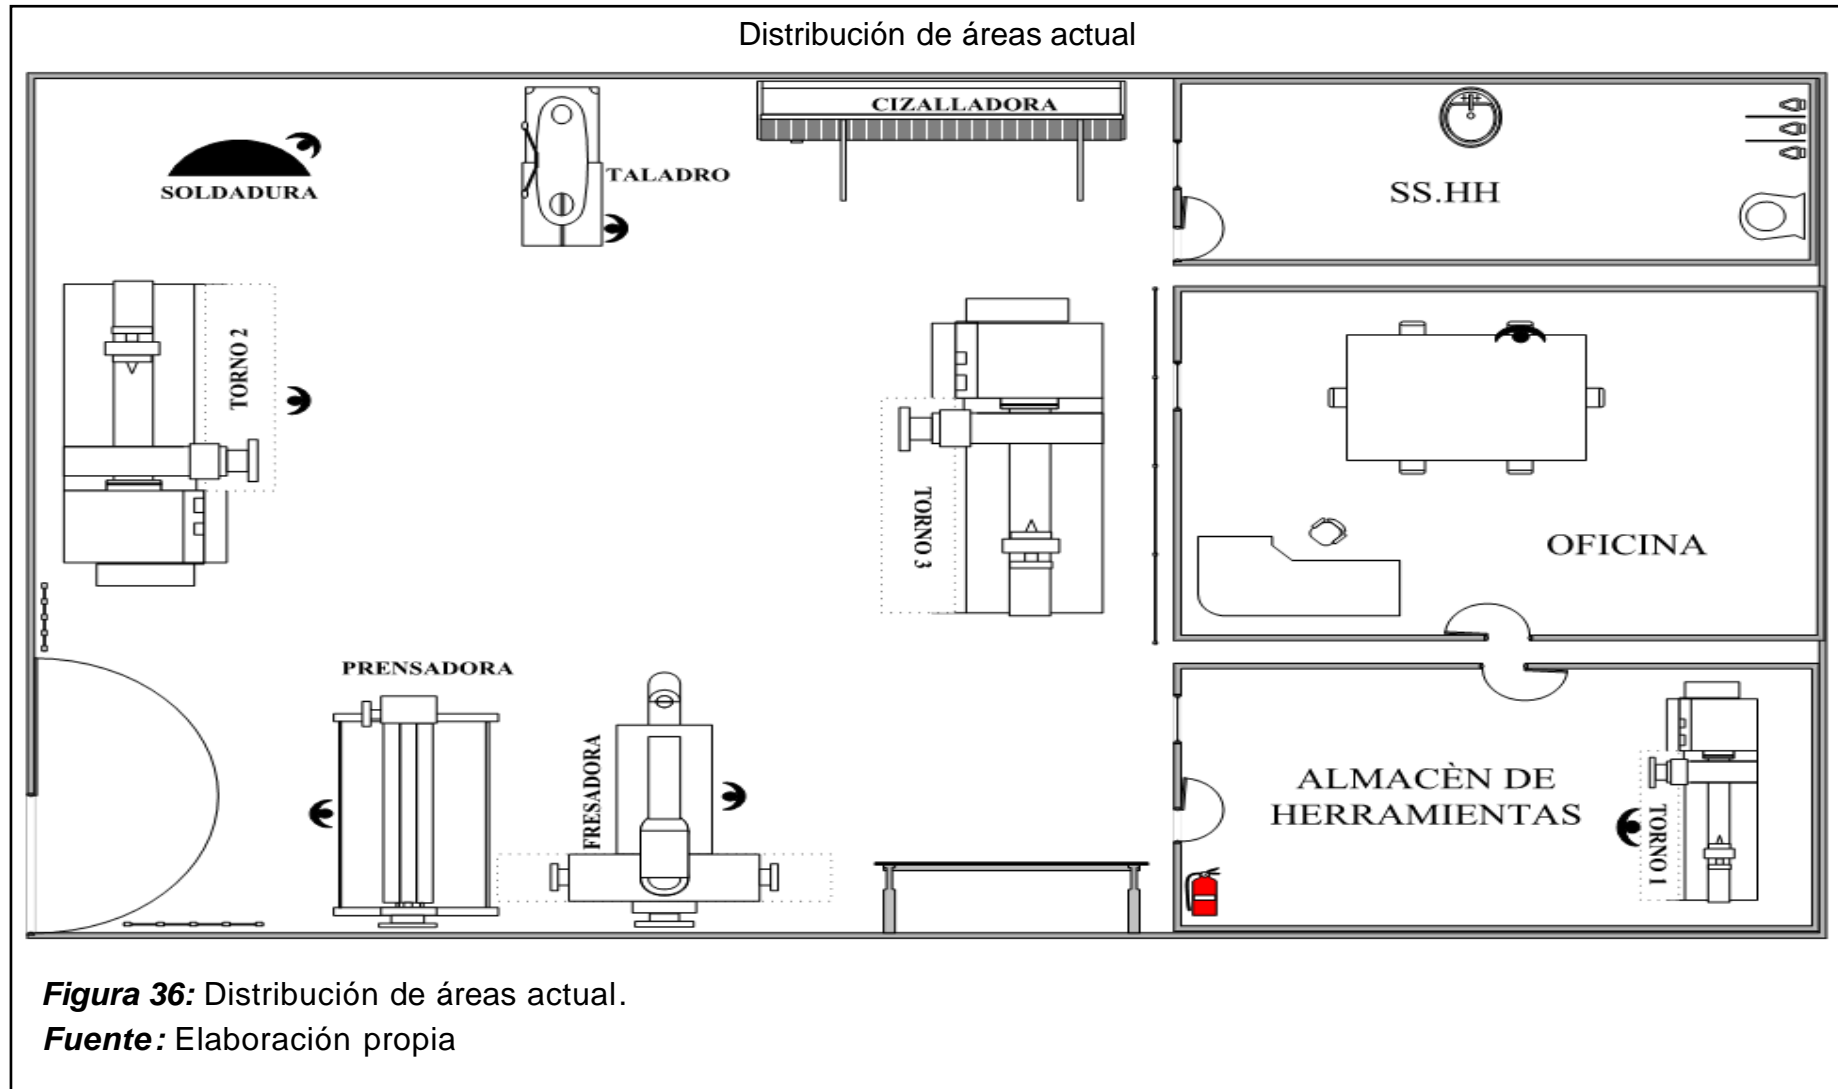 Distribución de áreas actual
CIZALLADORA
SOLDADURA
TALADRO
SS.HH
TORNO 2
TORNO 3
OFICINA
PRENSADORA
FRESADORA
ALMACÈN DE
HERRAMIENTAS
TORNO 1
Figura 36: Distribución de áreas actual.
Fuente: Elaboración propia